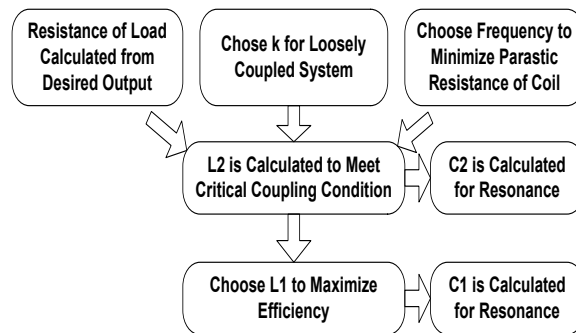 Resistance of Load
Calculated from
Desired Output
Chose k for Loosely
Coupled System
Choose Frequency to
Minimize Parastic
Resistance of Coil
L2 is Calculated to Meet
Critical Coupling Condition
C2 is Calculated
for Resonance
Choose L1 to Maximize
Efficiency
C1 is Calculated
for Resonance